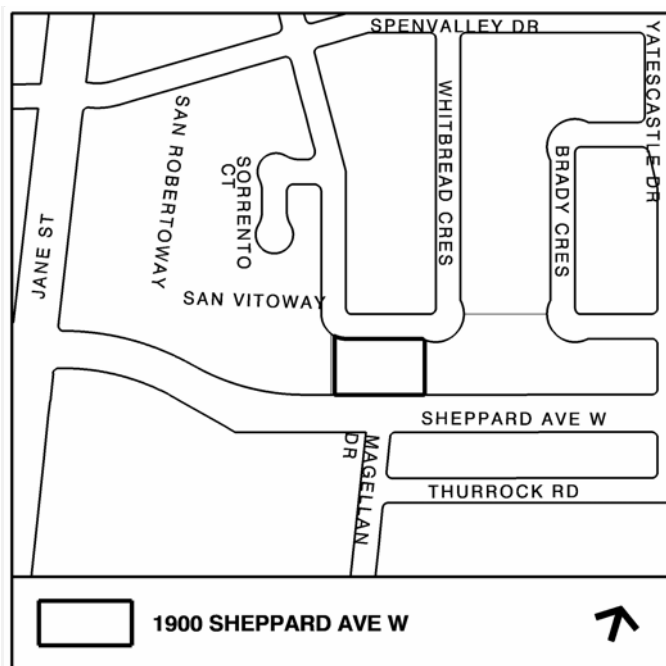 SPENVALLEY DR
YATESCASTLE DR
WHITBREAD CRES
SAN ROBERTOWAY
SORRENTO
CT
BRADY CRES
JANE ST
SAN VITOWAY
SHEPPARD AVE W
MAGELLAN
DR
THURROCK RD
1900 SHEPPARD AVE W